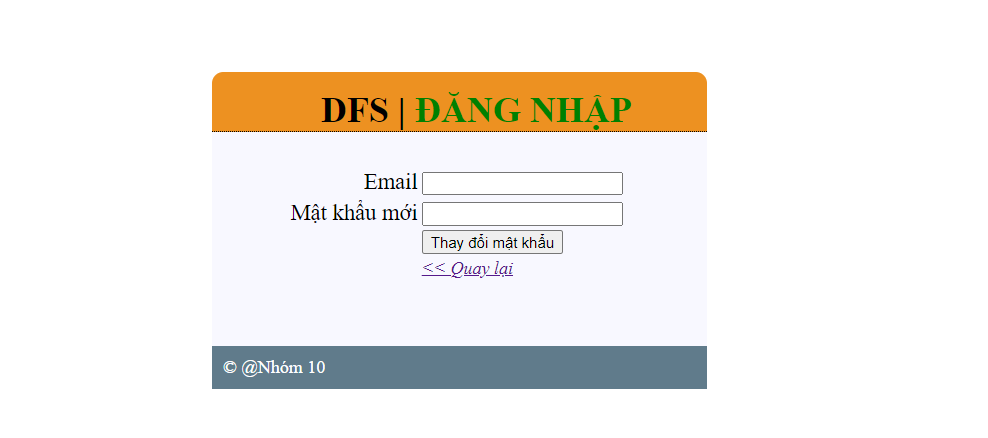 DFS | ĐĂNG NHẬP
Email
Mật khẩu mới
Thay đổi mật khẩu
<< Quay lại
© @Nhóm 10